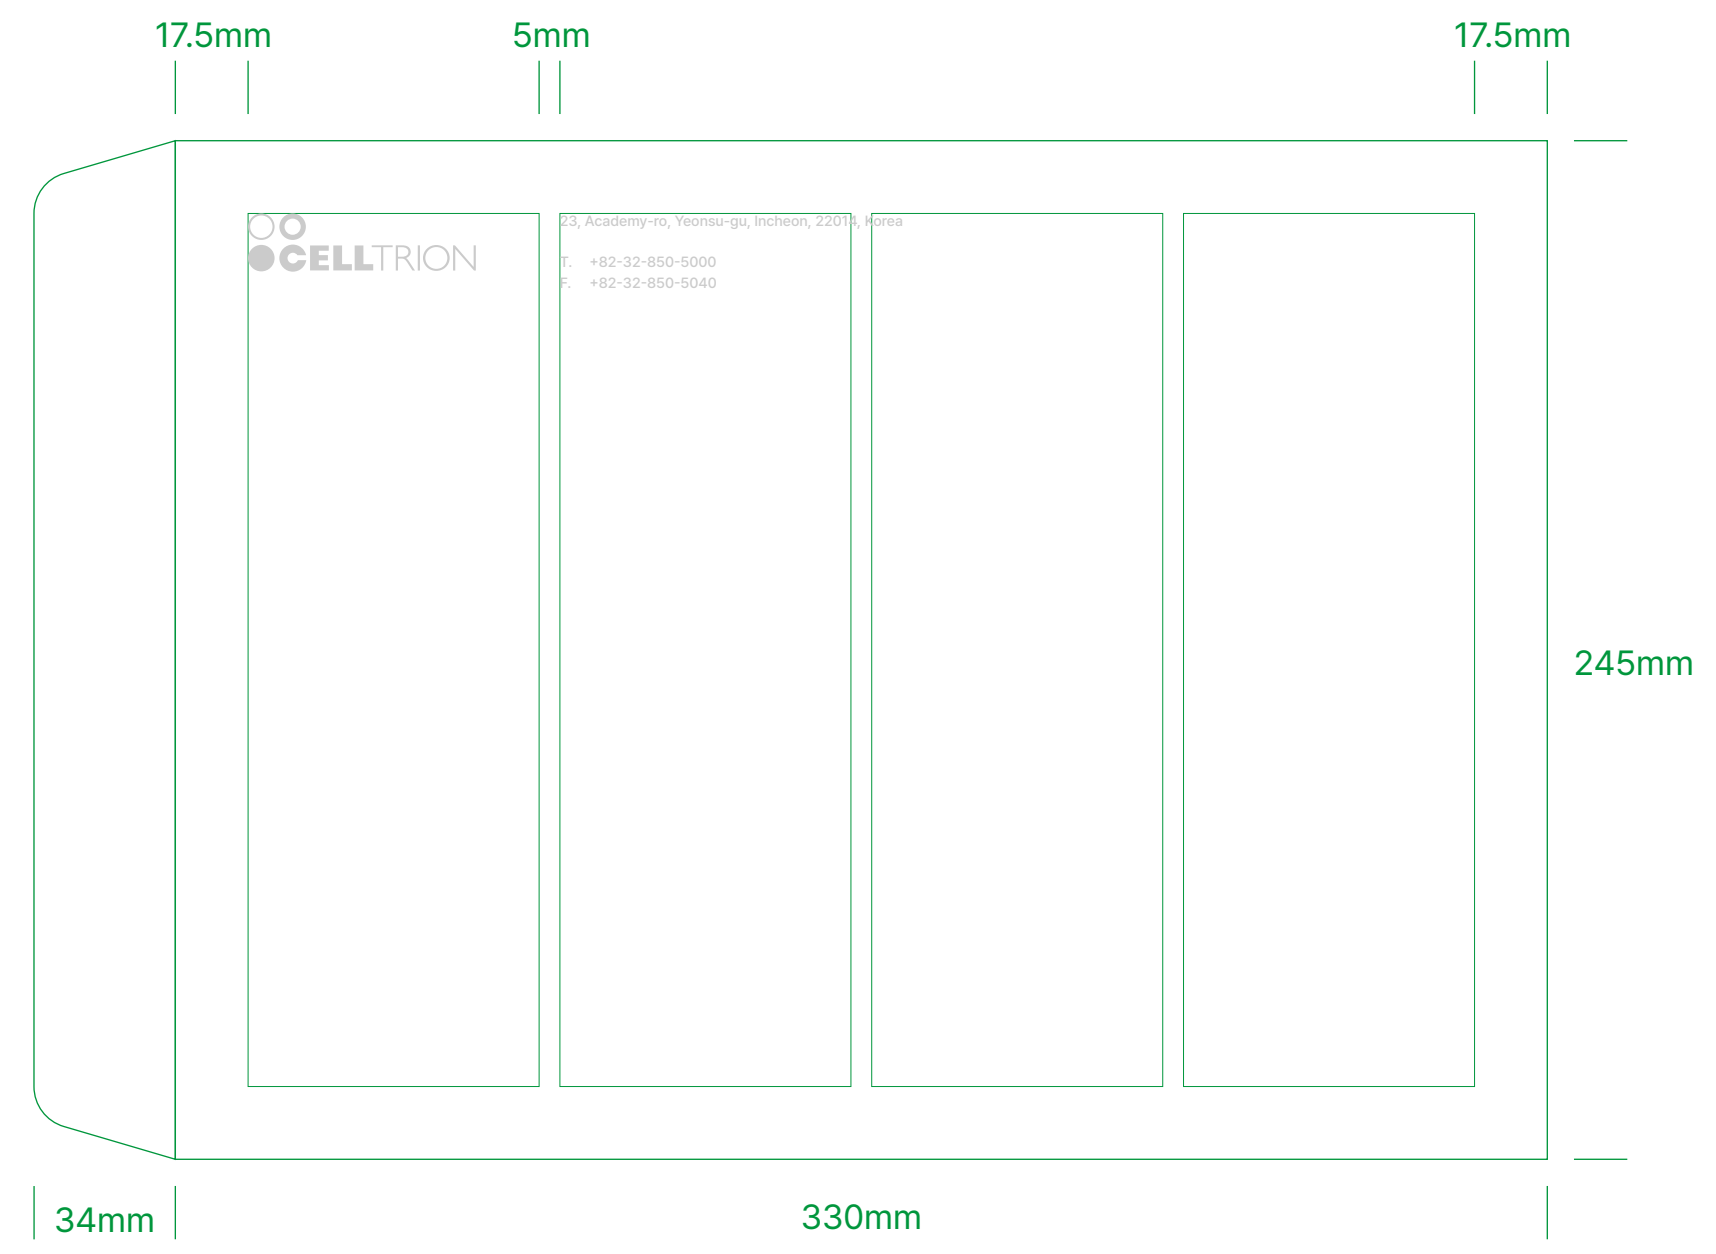 17.5mm 5mm 17.5mm
CELLTRION
23, Academy-ro, Yeonsu-gu, Incheon, 22014, Korea
T. +82-32-850-5000
F. +82-32-850-5040
245mm
34mm 330mm